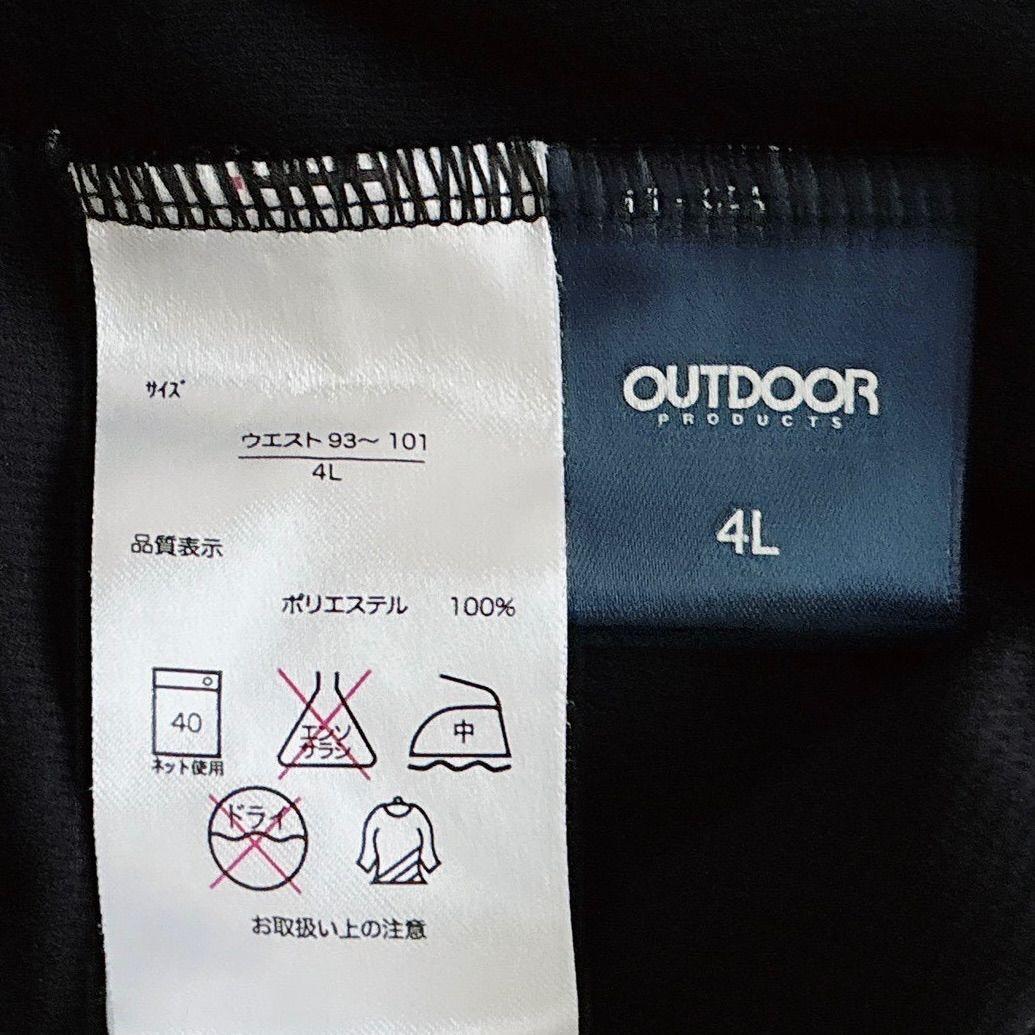 サイズ
ウエスト 93～101
4L
品質表示
ポリエステル 100%
40
ネット使用
エンソ
サラシ
中
ドライ
お取扱い上の注意
OUTDOOR
PRODUCTS
4L